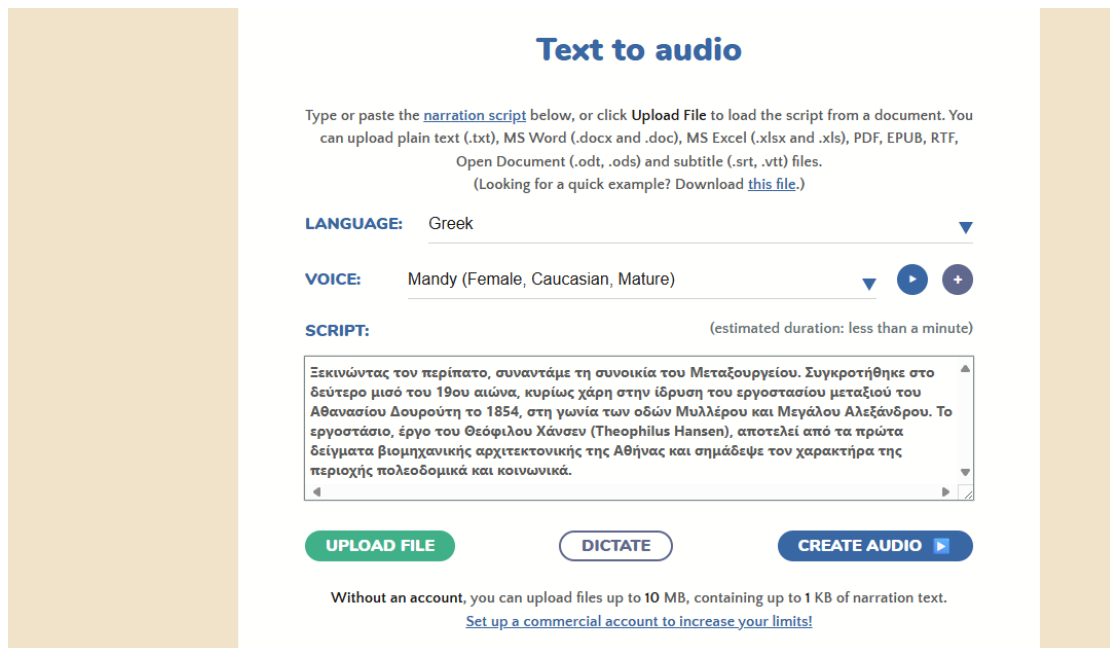 Text to audio
Type or paste the narration script below, or click Upload File to load the script from a document. You
can upload plain text (.txt), MS Word (.docx and .doc), MS Excel (.xlsx and .xls), PDF, EPUB, RTF,
Open Document (.odt, .ods) and subtitle (.srt, .vtt) files.
(Looking for a quick example? Download this file.)
LANGUAGE: Greek
VOICE: Mandy (Female, Caucasian, Mature)
SCRIPT: (estimated duration: less than a minute)
Ξεκινώντας τον περίπατο, συναντάμε τη συνοικία του Μεταξουργείου. Συγκροτήθηκε στο
δεύτερο μισό του 19ου αιώνα, κυρίως χάρη στην ίδρυση του εργοστασίου μεταξιού του
Αθανασίου Δουρούτη το 1854, στη γωνία των οδών Μυλλέρου και Μεγάλου Αλεξάνδρου. Το
εργοστάσιο, έργο του Θεόφιλου Χάνσεν (Theophilus Hansen), αποτελεί από τα πρώτα
δείγματα βιομηχανικής αρχιτεκτονικής της Αθήνας και σημάδεψε τον χαρακτήρα της
περιοχής πολεοδομικά και κοινωνικά.
UPLOAD FILE DICTATE CREATE AUDIO
Without an account, you can upload files up to 10 MB, containing up to 1 KB of narration text.
Set up a commercial account to increase your limits!